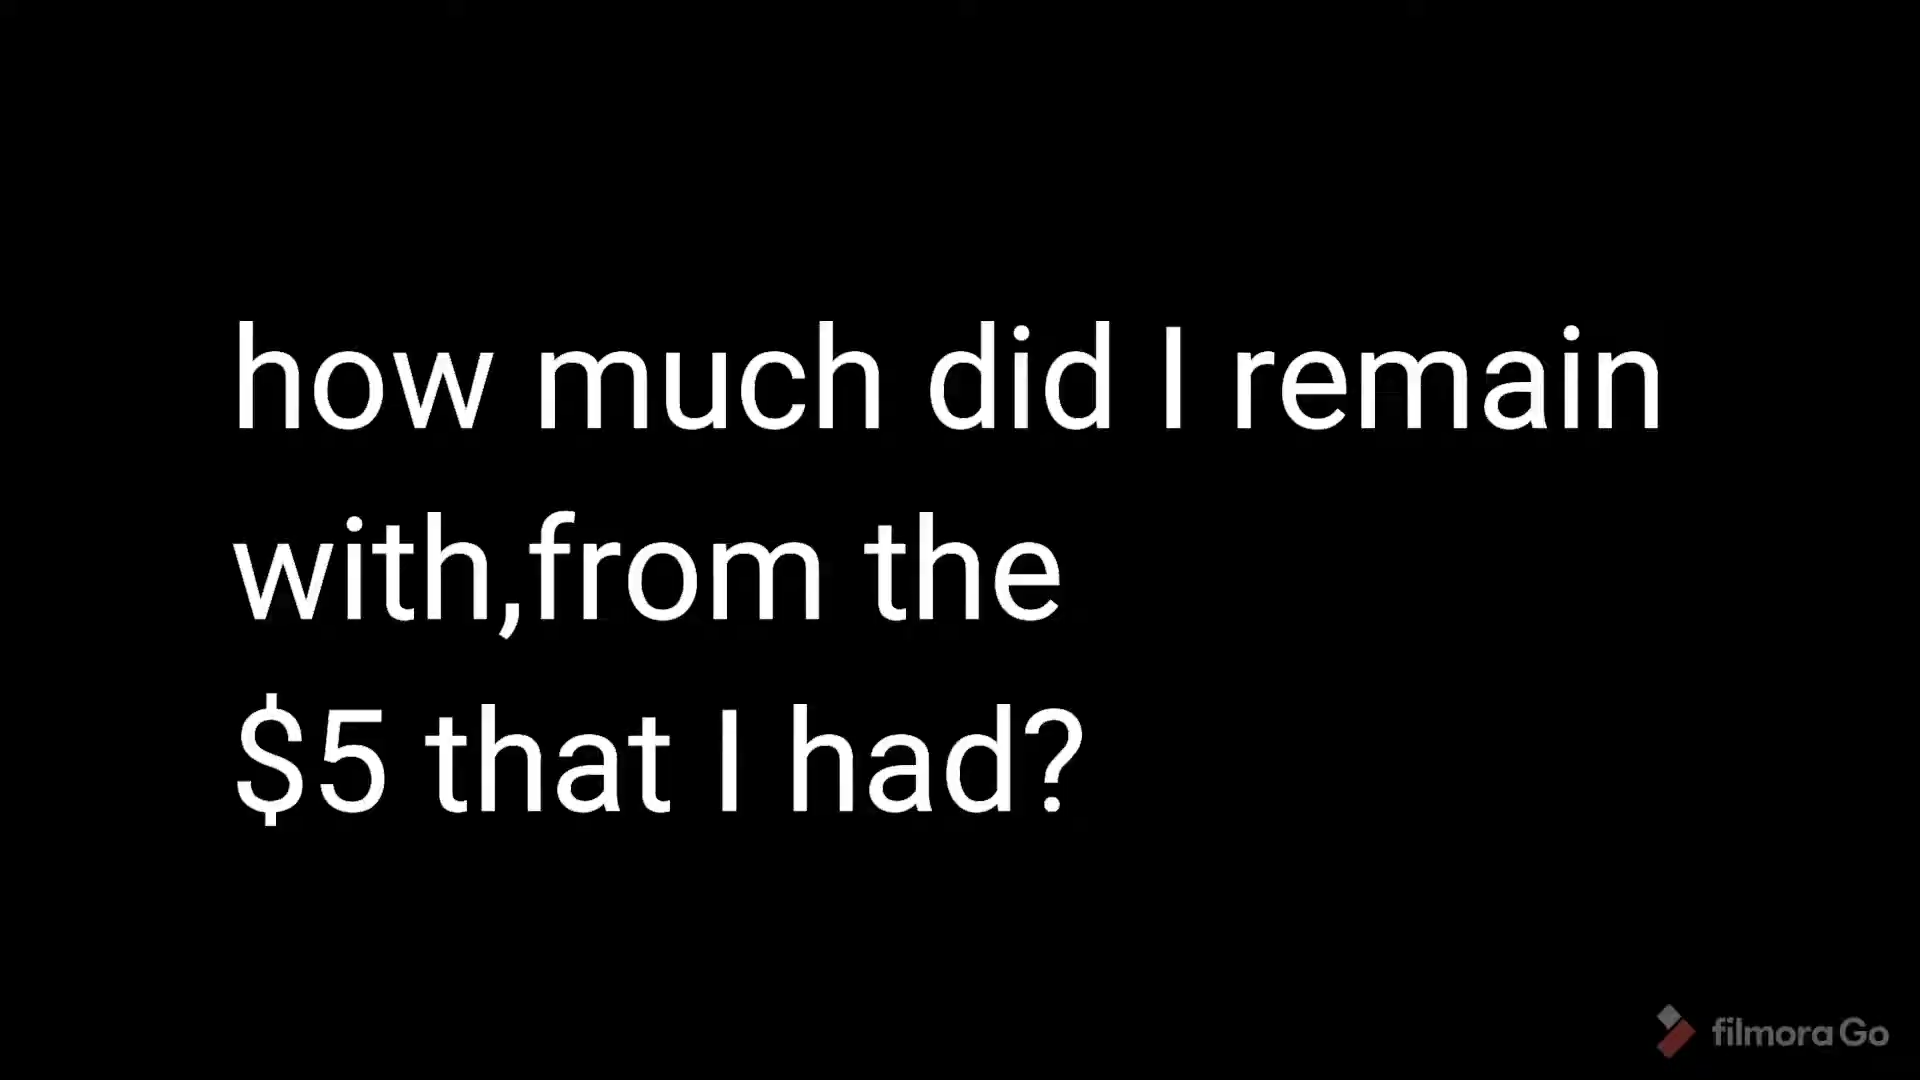 how much did I remain
with,from the
$5 that I had?
filmora Go